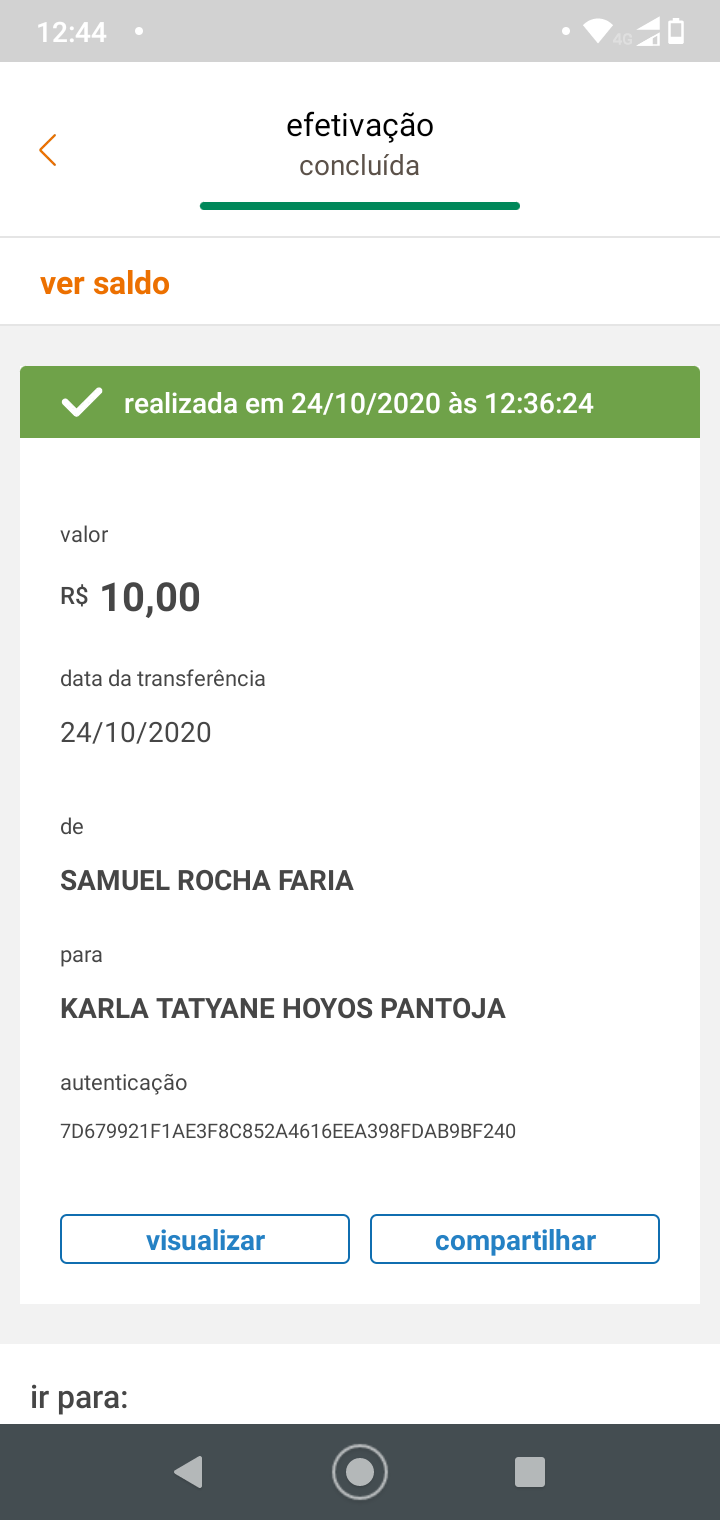 12:44
4G
efetivação
concluída
ver saldo
realizada em 24/10/2020 às 12:36:24
valor
R$ 10,00
data da transferência
24/10/2020
de
SAMUEL ROCHA FARIA
para
KARLA TATYANE HOYOS PANTOJA
autenticação
7D679921F1AE3F8C852A4616EEA398FDAB9BF240
visualizar compartilhar
ir para: